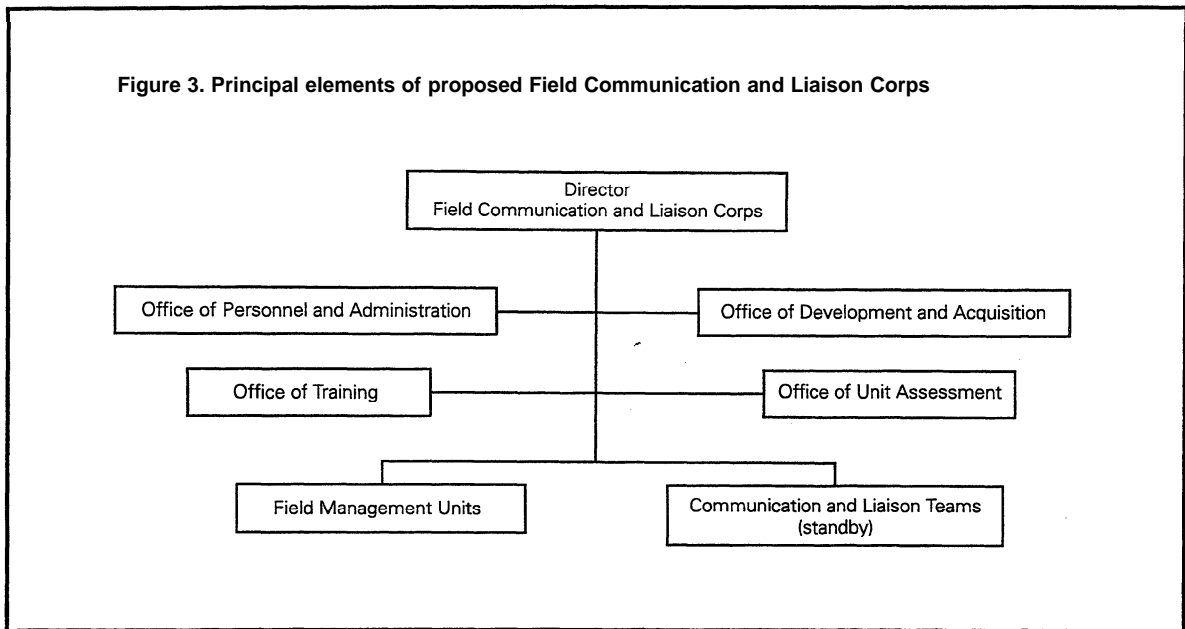 Figure 3. Principal elements of proposed Field Communication and Liaison Corps
Director
Field Communication and Liaison Corps
Office of Personnel and Administration
Office of Development and Acquisition
Office of Training
Office of Unit Assessment
Field Management Units
Communication and Liaison Teams
(standby)